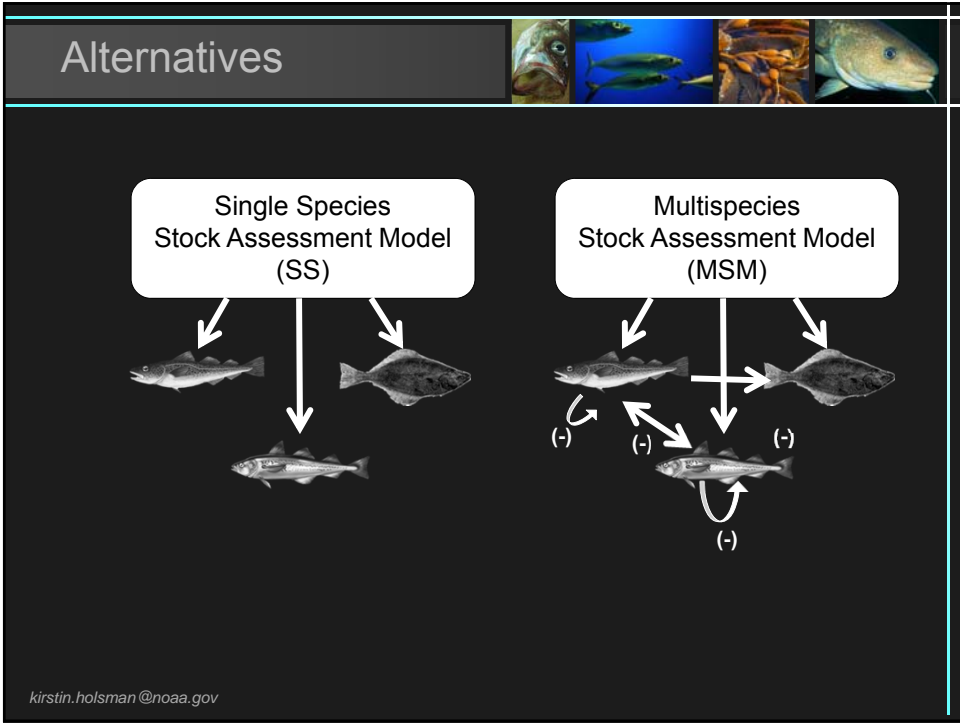 Alternatives
Single Species
Stock Assessment Model
(SS)
Multispecies
Stock Assessment Model
(MSM)
(-)
(-)
(-)
(-)
kirstin.holsman@noaa.gov